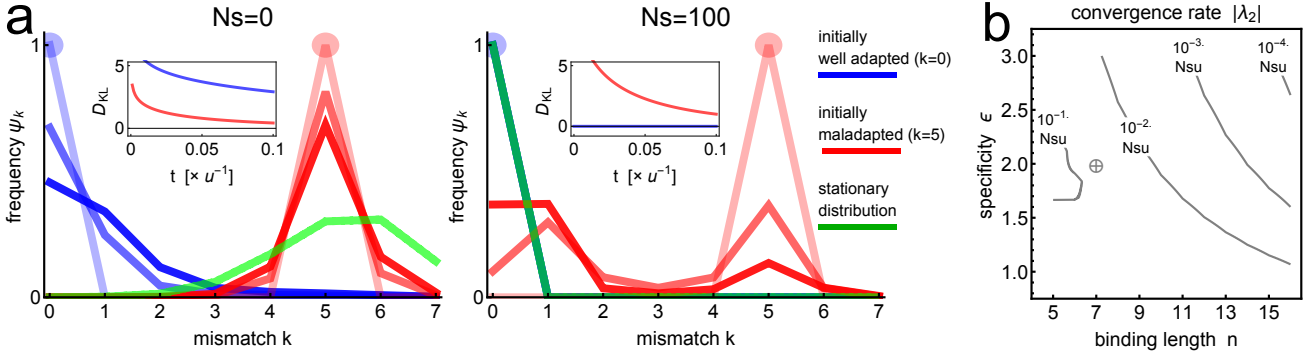 a
Ns=0
frequency ψk
1
0
0 1 2 3 4 5 6 7
mismatch k
DKL
5
0
0 0.05 0.1
t [× u⁻¹]
Ns=100
frequency ψk
1
0
0 1 2 3 4 5 6 7
mismatch k
DKL
5
0
0 0.05 0.1
t [× u⁻¹]
initially
well adapted (k=0)
initially
maladapted (k=5)
stationary
distribution
b
convergence rate |λ₂|
specificity ϵ
3.0
2.5
2.0
1.5
1.0
10⁻¹·
Nsu
10⁻²·
Nsu
10⁻³·
Nsu
10⁻⁴·
Nsu
5 7 9 11 13 15
binding length n